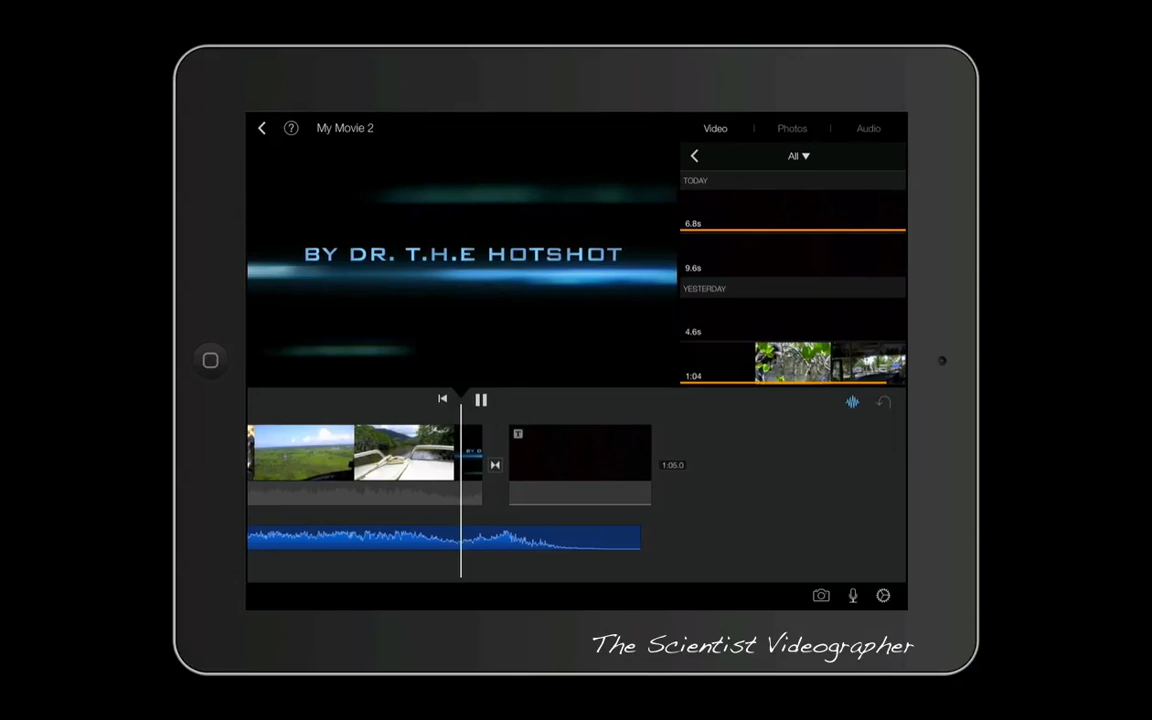 ?
My Movie 2
Video
Photos
Audio
All ▼
TODAY
6.8s
9.6s
YESTERDAY
4.6s
1:04
BY DR. T.H.E HOTSHOT
T
1:05.0
The Scientist Videographer